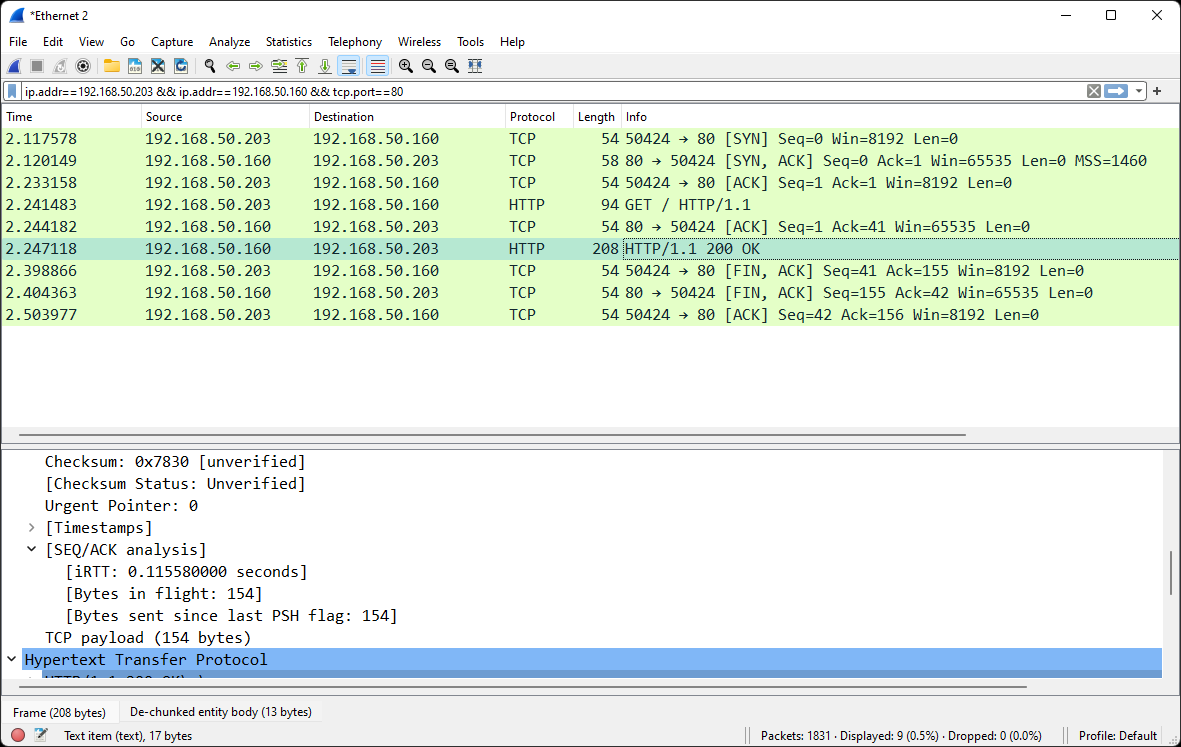 *Ethernet 2
File Edit View Go Capture Analyze Statistics Telephony Wireless Tools Help
ip.addr==192.168.50.203 && ip.addr==192.168.50.160 && tcp.port==80
Time Source Destination Protocol Length Info
2.117578 192.168.50.203 192.168.50.160 TCP 54 50424 → 80 [SYN] Seq=0 Win=8192 Len=0
2.120149 192.168.50.160 192.168.50.203 TCP 58 80 → 50424 [SYN, ACK] Seq=0 Ack=1 Win=65535 Len=0 MSS=1460
2.233158 192.168.50.203 192.168.50.160 TCP 54 50424 → 80 [ACK] Seq=1 Ack=1 Win=8192 Len=0
2.241483 192.168.50.203 192.168.50.160 HTTP 94 GET / HTTP/1.1
2.244182 192.168.50.160 192.168.50.203 TCP 54 80 → 50424 [ACK] Seq=1 Ack=41 Win=65535 Len=0
2.247118 192.168.50.160 192.168.50.203 HTTP 208 HTTP/1.1 200 OK
2.398866 192.168.50.203 192.168.50.160 TCP 54 50424 → 80 [FIN, ACK] Seq=41 Ack=155 Win=8192 Len=0
2.404363 192.168.50.160 192.168.50.203 TCP 54 80 → 50424 [FIN, ACK] Seq=155 Ack=42 Win=65535 Len=0
2.503977 192.168.50.203 192.168.50.160 TCP 54 50424 → 80 [ACK] Seq=42 Ack=156 Win=8192 Len=0
Checksum: 0x7830 [unverified]
[Checksum Status: Unverified]
Urgent Pointer: 0
[Timestamps]
[SEQ/ACK analysis]
[iRTT: 0.115580000 seconds]
[Bytes in flight: 154]
[Bytes sent since last PSH flag: 154]
TCP payload (154 bytes)
Hypertext Transfer Protocol
Frame (208 bytes) De-chunked entity body (13 bytes)
Text item (text), 17 bytes Packets: 1831 · Displayed: 9 (0.5%) · Dropped: 0 (0.0%) Profile: Default